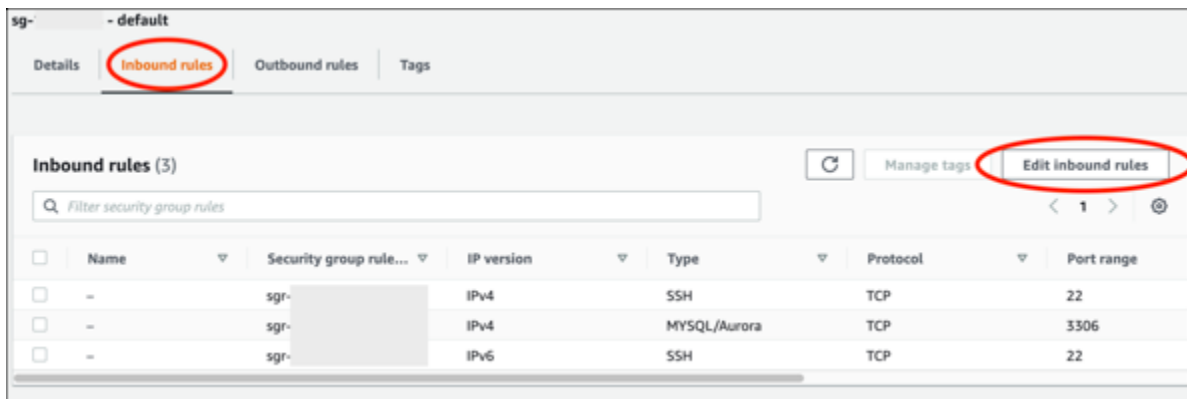 sg- - default
Details Inbound rules Outbound rules Tags
Inbound rules (3)
Manage tags Edit inbound rules
Filter security group rules
< 1 >
Name Security group rule... IP version Type Protocol Port range
– sgr- IPv4 SSH TCP 22
– sgr- IPv4 MYSQL/Aurora TCP 3306
– sgr- IPv6 SSH TCP 22